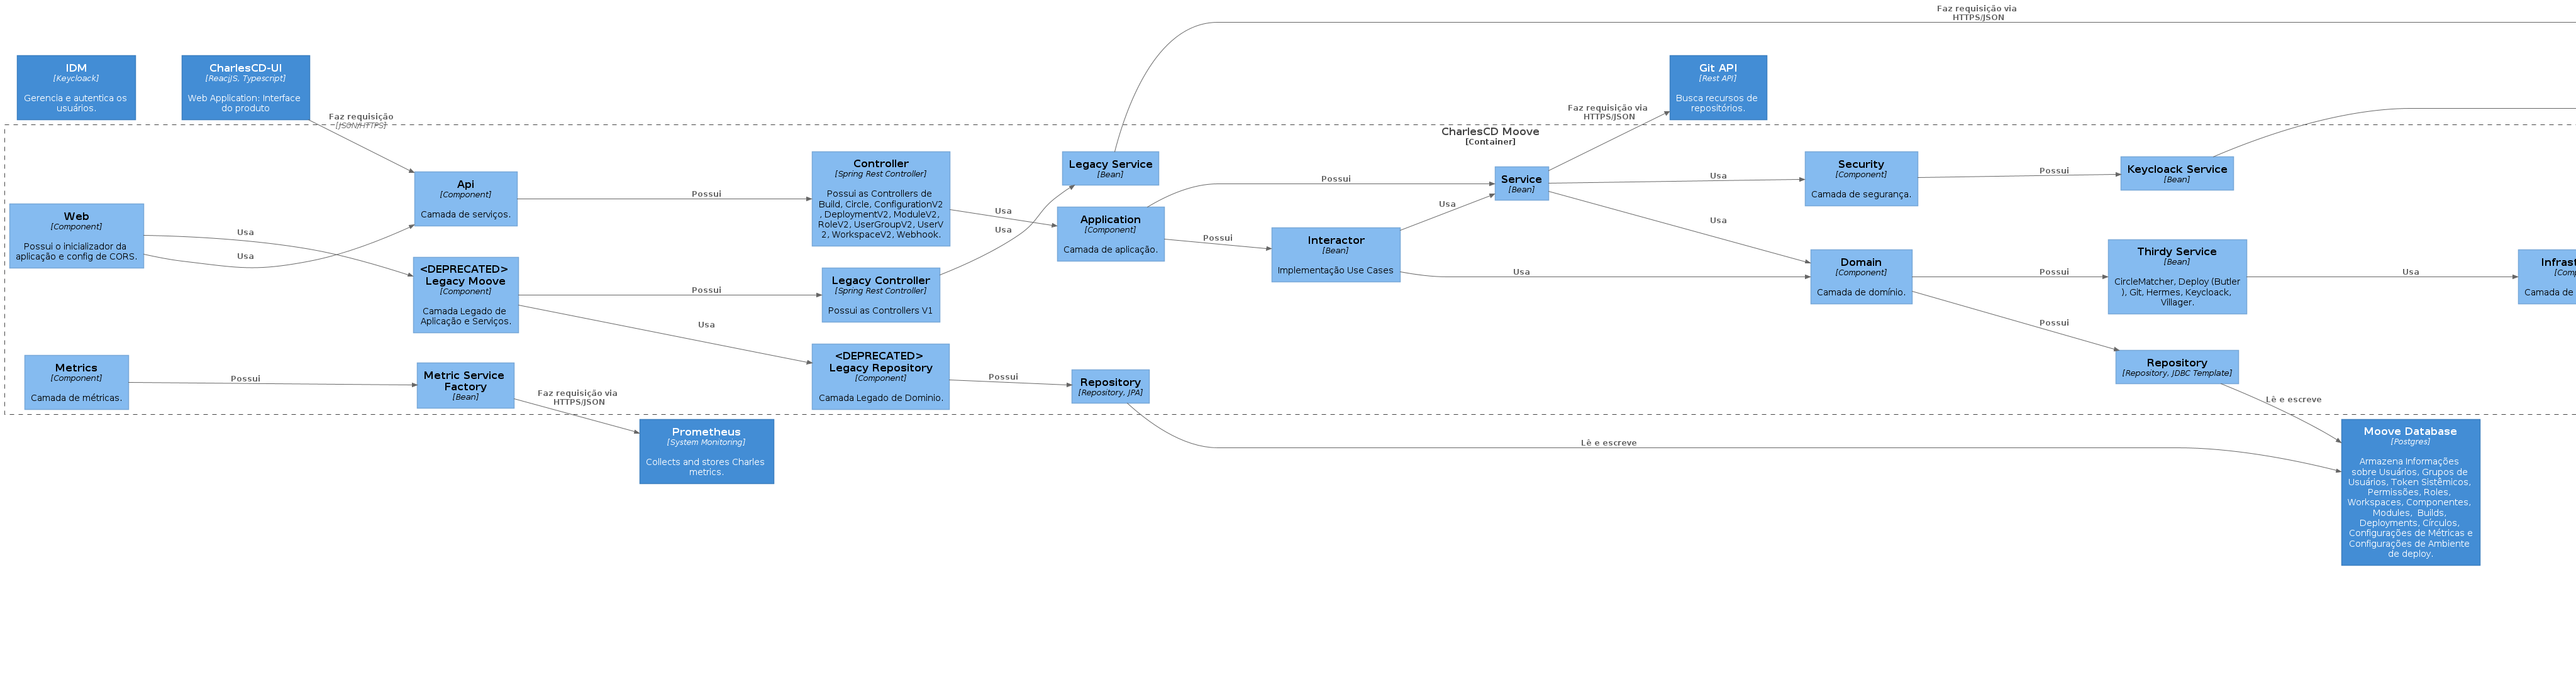 Faz requisição via
HTTPS/JSON
IDM
[Keycloack]
Gerencia e autentica os
usuários.
CharlesCD-UI
[ReacjJS, Typescript]
Web Application: Interface
do produto
Git API
[Rest API]
Busca recursos de
repositórios.
Faz requisição
[JSON/HTTPS]
Faz requisição via
HTTPS/JSON
CharlesCD Moove
[Container]
Web
[Component]
Possui o inicializador da
aplicação e config de CORS.
Usa
Usa
Api
[Component]
Camada de serviços.
Possui
Controller
[Spring Rest Controller]
Possui as Controllers de
Build, Circle, ConfigurationV2
, DeploymentV2, ModuleV2,
RoleV2, UserGroupV2, UserV
2, WorkspaceV2, Webhook.
Usa
Usa
Legacy Service
[Bean]
Application
[Component]
Camada de aplicação.
Possui
Possui
Interactor
[Bean]
Implementação Use Cases
Usa
Usa
Service
[Bean]
Usa
Usa
Security
[Component]
Camada de segurança.
Possui
Keycloack Service
[Bean]
Domain
[Component]
Camada de domínio.
Possui
Possui
Thirdy Service
[Bean]
CircleMatcher, Deploy (Butler
), Git, Hermes, Keycloack,
Villager.
Usa
Infrast
[Comp
Camada de
<DEPRECATED>
Legacy Moove
[Component]
Camada Legado de
Aplicação e Serviços.
Possui
Usa
Legacy Controller
[Spring Rest Controller]
Possui as Controllers V1
<DEPRECATED>
Legacy Repository
[Component]
Camada Legado de Domínio.
Possui
Repository
[Repository, JPA]
Repository
[Repository, JDBC Template]
Lê e escreve
Metrics
[Component]
Camada de métricas.
Possui
Metric Service
Factory
[Bean]
Faz requisição via
HTTPS/JSON
Prometheus
[System Monitoring]
Collects and stores Charles
metrics.
Lê e escreve
Moove Database
[Postgres]
Armazena Informações
sobre Usuários, Grupos de
Usuários, Token Sistêmicos,
Permissões, Roles,
Workspaces. Componentes,
Modules,  Builds,
Deployments, Círculos,
Configurações de Métricas e
Configurações de Ambiente
de deploy.